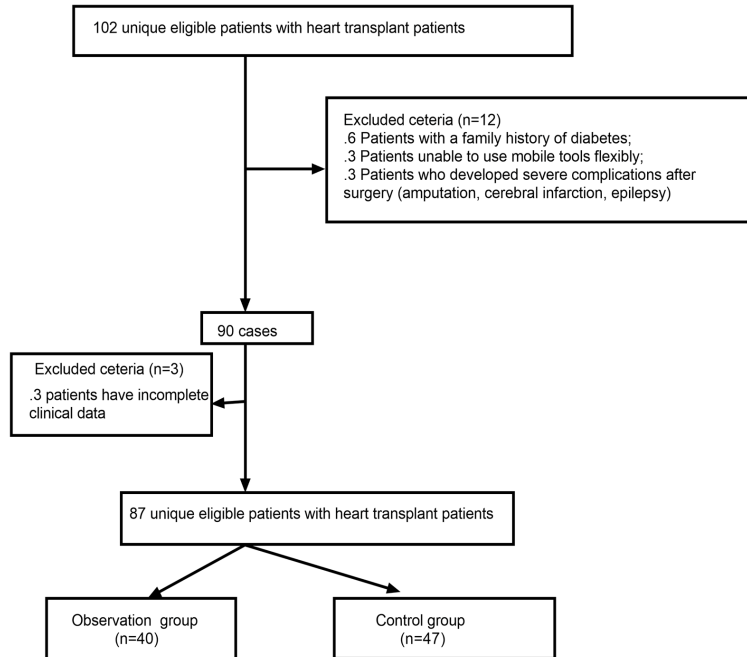 102 unique eligible patients with heart transplant patients
Excluded ceteria (n=12)
.6 Patients with a family history of diabetes;
.3 Patients unable to use mobile tools flexibly;
.3 Patients who developed severe complications after
surgery (amputation, cerebral infarction, epilepsy)
90 cases
Excluded ceteria (n=3)
.3 patients have incomplete
clinical data
87 unique eligible patients with heart transplant patients
Observation group
(n=40)
Control group
(n=47)